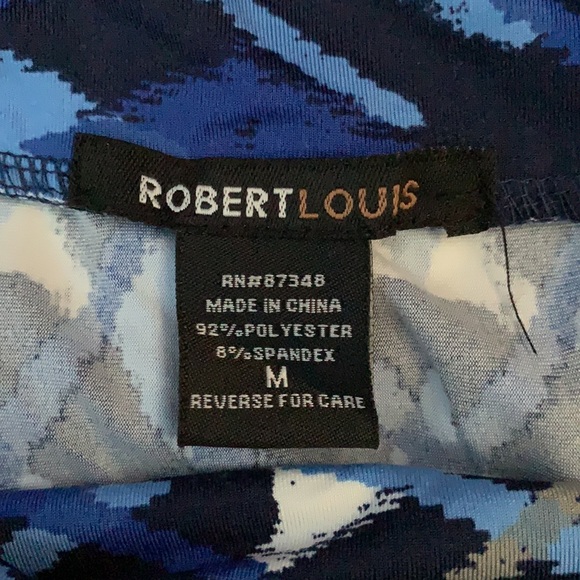 ROBERTLOUIS
RN#87348
MADE IN CHINA
92%POLYESTER
8%SPANDEX
M
REVERSE FOR CARE